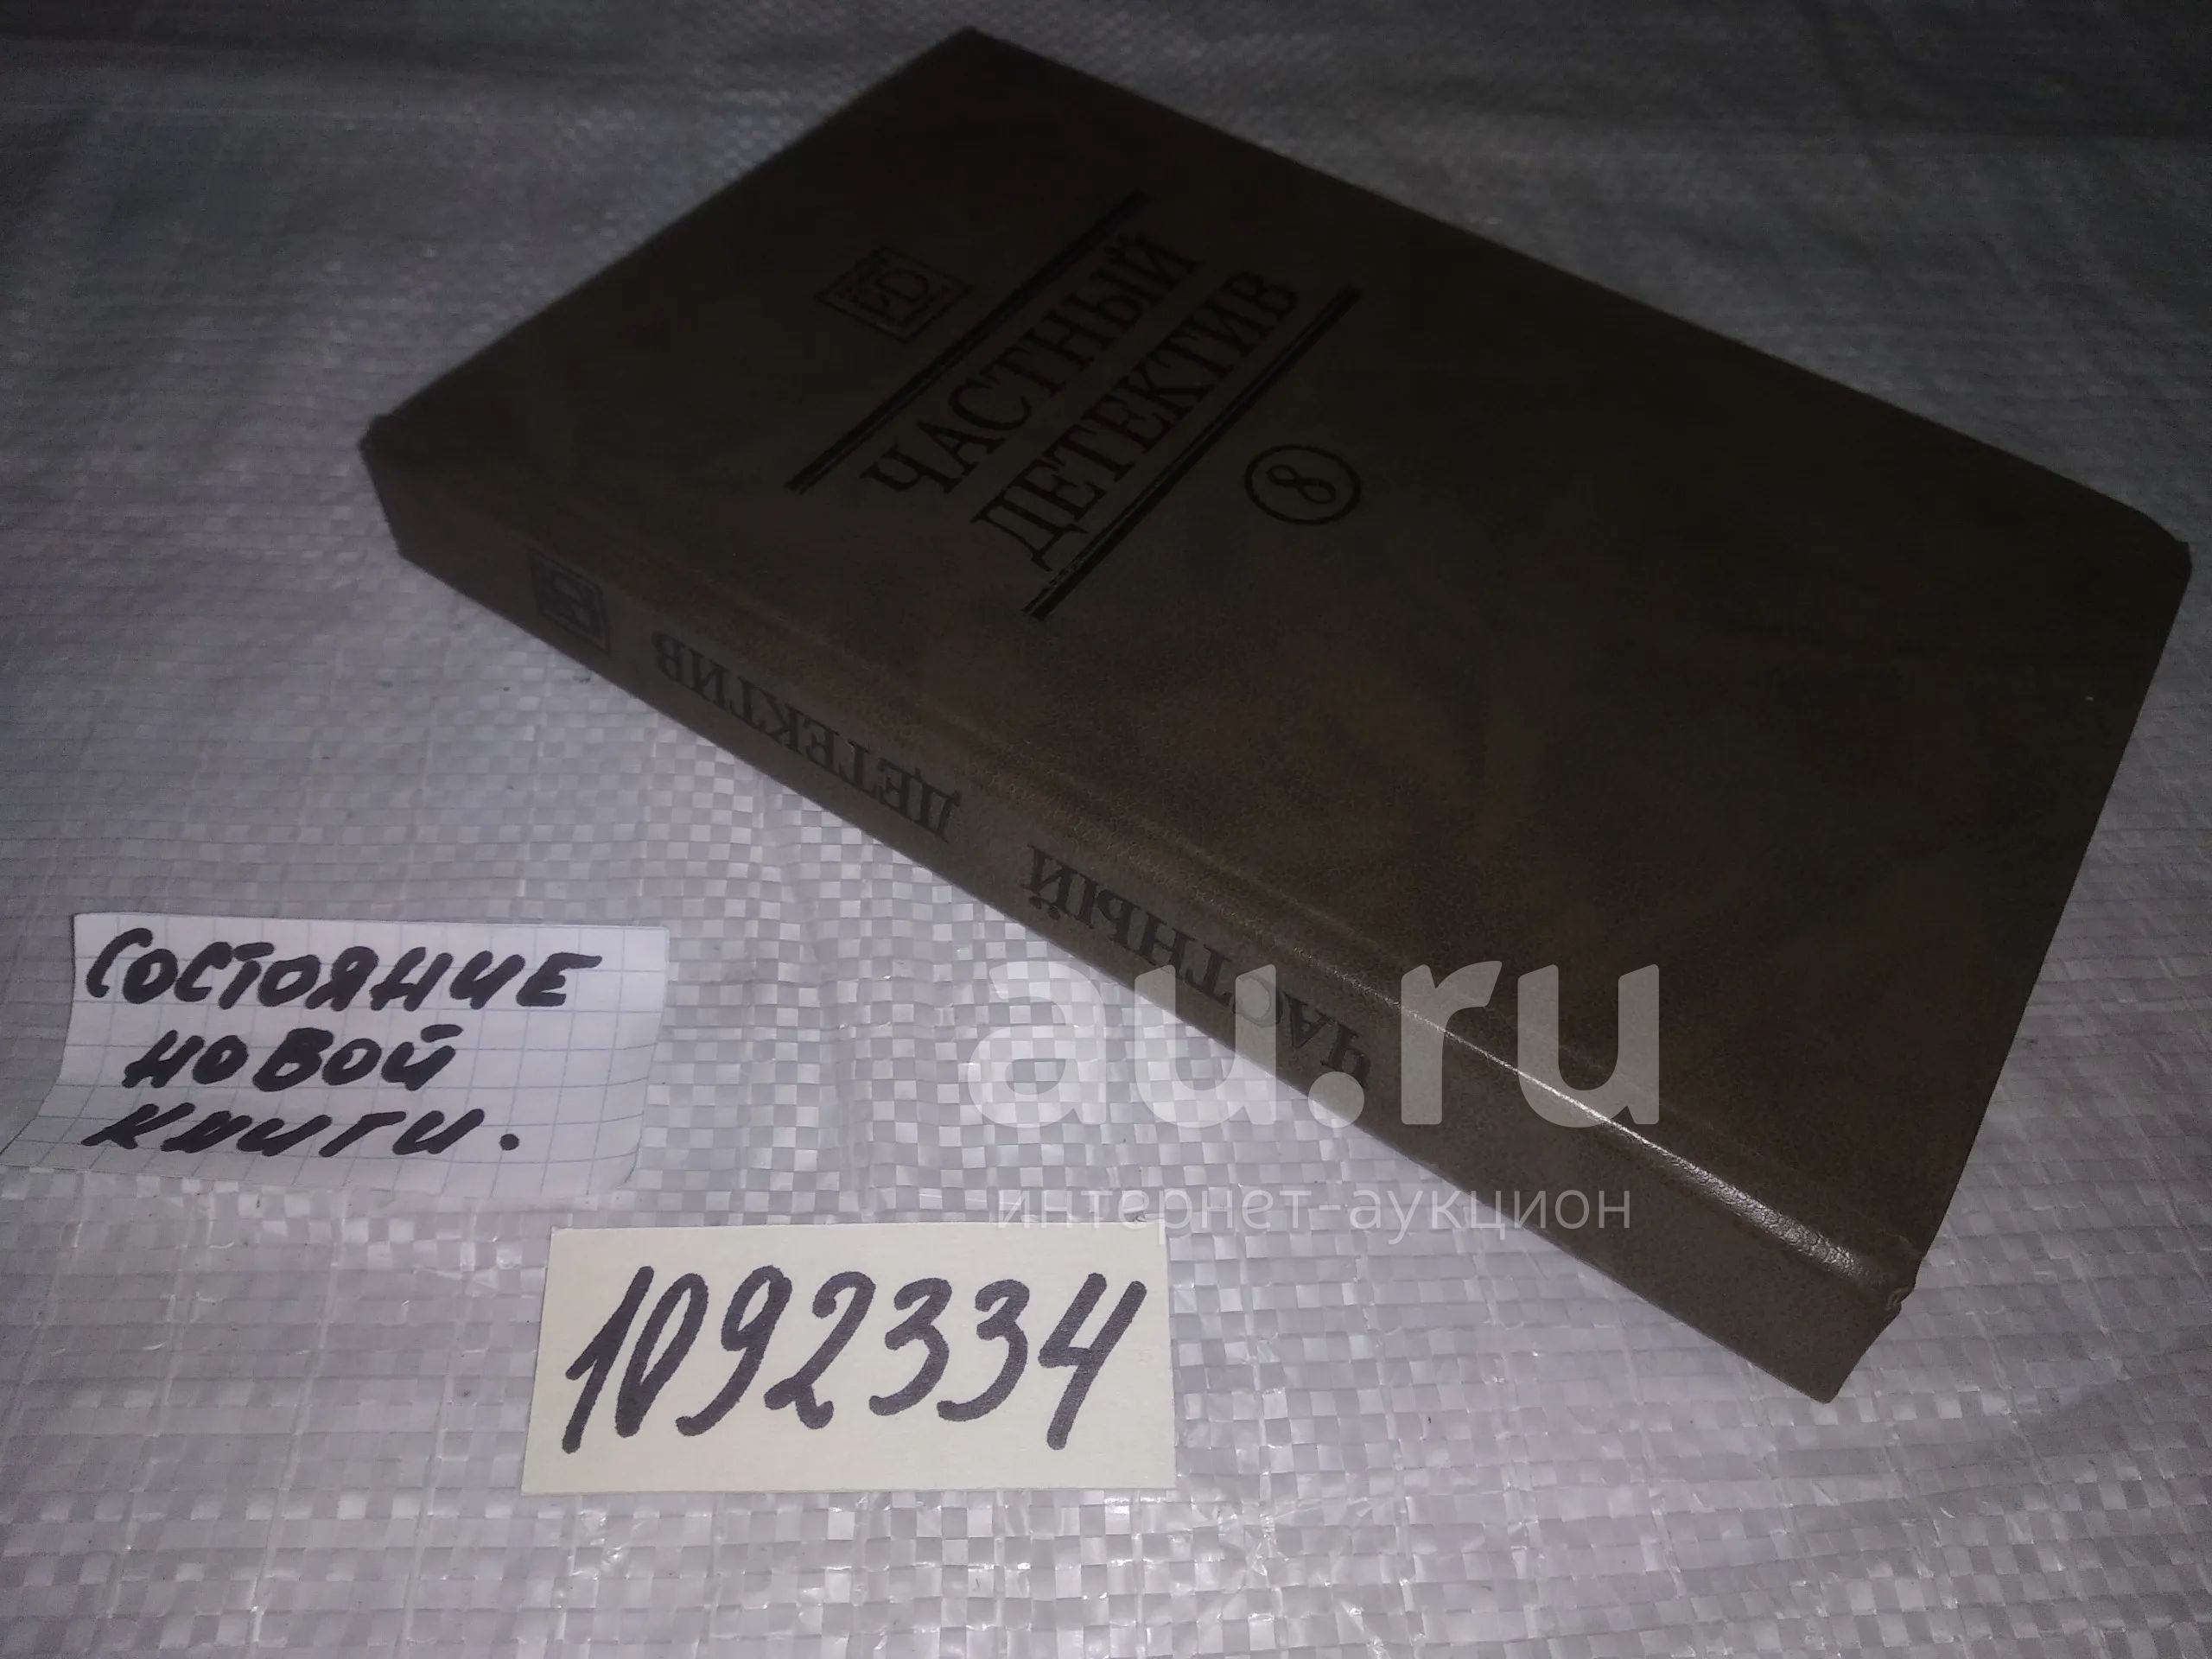 ЧАСТНЫЙ
ДЕТЕКТИВ
8
ЧАСТНЫЙ ДЕТЕКТИВ
СОСТОЯНИЕ
НОВОЙ
КНИГИ.
1092334
au.ru
интернет-аукцион